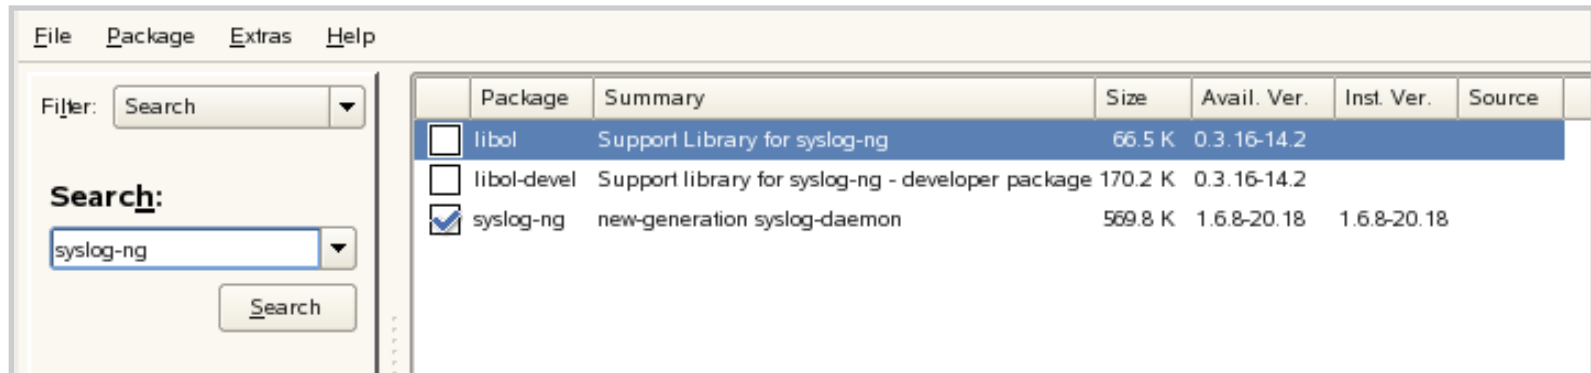 File Package Extras Help
Filter: Search
Package Summary Size Avail. Ver. Inst. Ver. Source
libol Support Library for syslog-ng 66.5 K 0.3.16-14.2
libol-devel Support library for syslog-ng - developer package 170.2 K 0.3.16-14.2
syslog-ng new-generation syslog-daemon 569.8 K 1.6.8-20.18 1.6.8-20.18
Search:
syslog-ng
Search